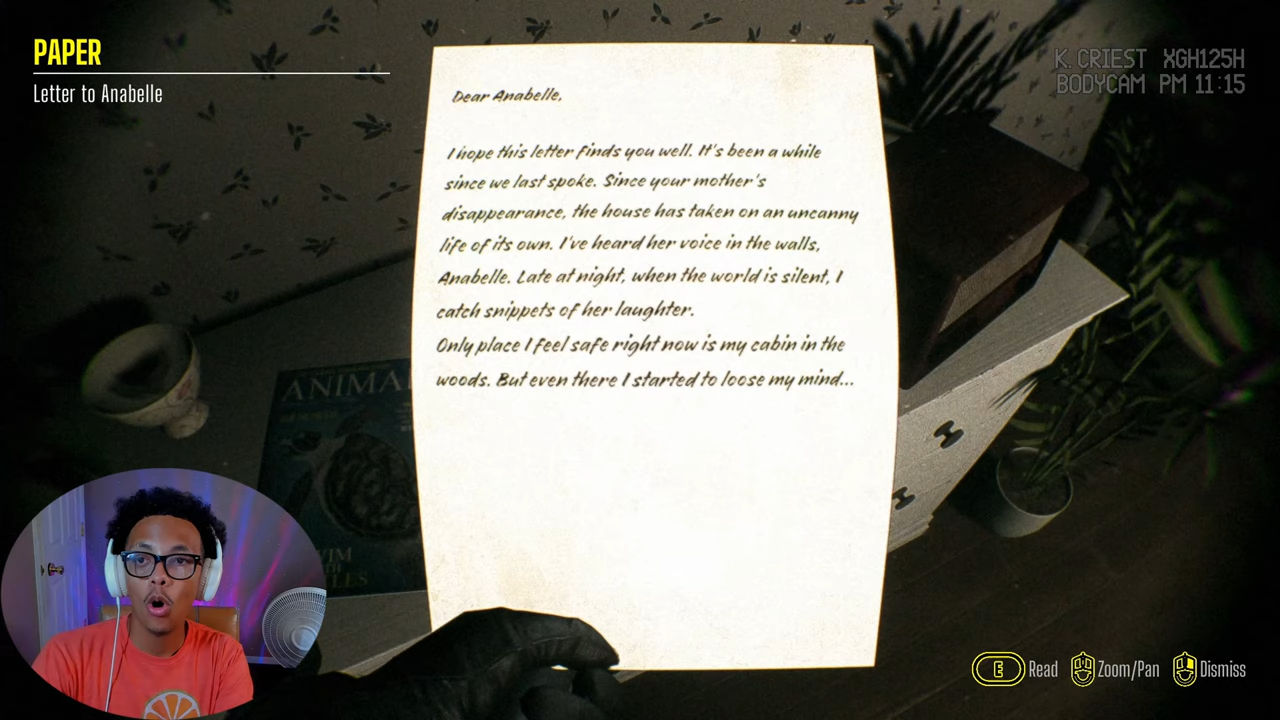 PAPER
Letter to Anabelle
K. CRIEST XGH125H
BODYCAM PM 11:15
Dear Anabelle,
I hope this letter finds you well. It's been a while
since we last spoke. Since your mother's
disappearance, the house has taken on an uncanny
life of its own. I've heard her voice in the walls,
Anabelle. Late at night, when the world is silent, I
catch snippets of her laughter.
Only place I feel safe right now is my cabin in the
woods. But even there I started to loose my mind...
ANIMA
E Read Zoom/Pan Dismiss